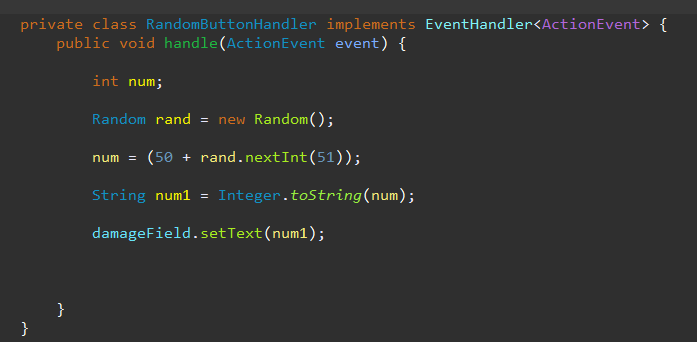 private class RandomButtonHandler implements EventHandler<ActionEvent> {
public void handle(ActionEvent event) {
int num;
Random rand = new Random();
num = (50 + rand.nextInt(51));
String num1 = Integer.toString(num);
damageField.setText(num1);
}
}